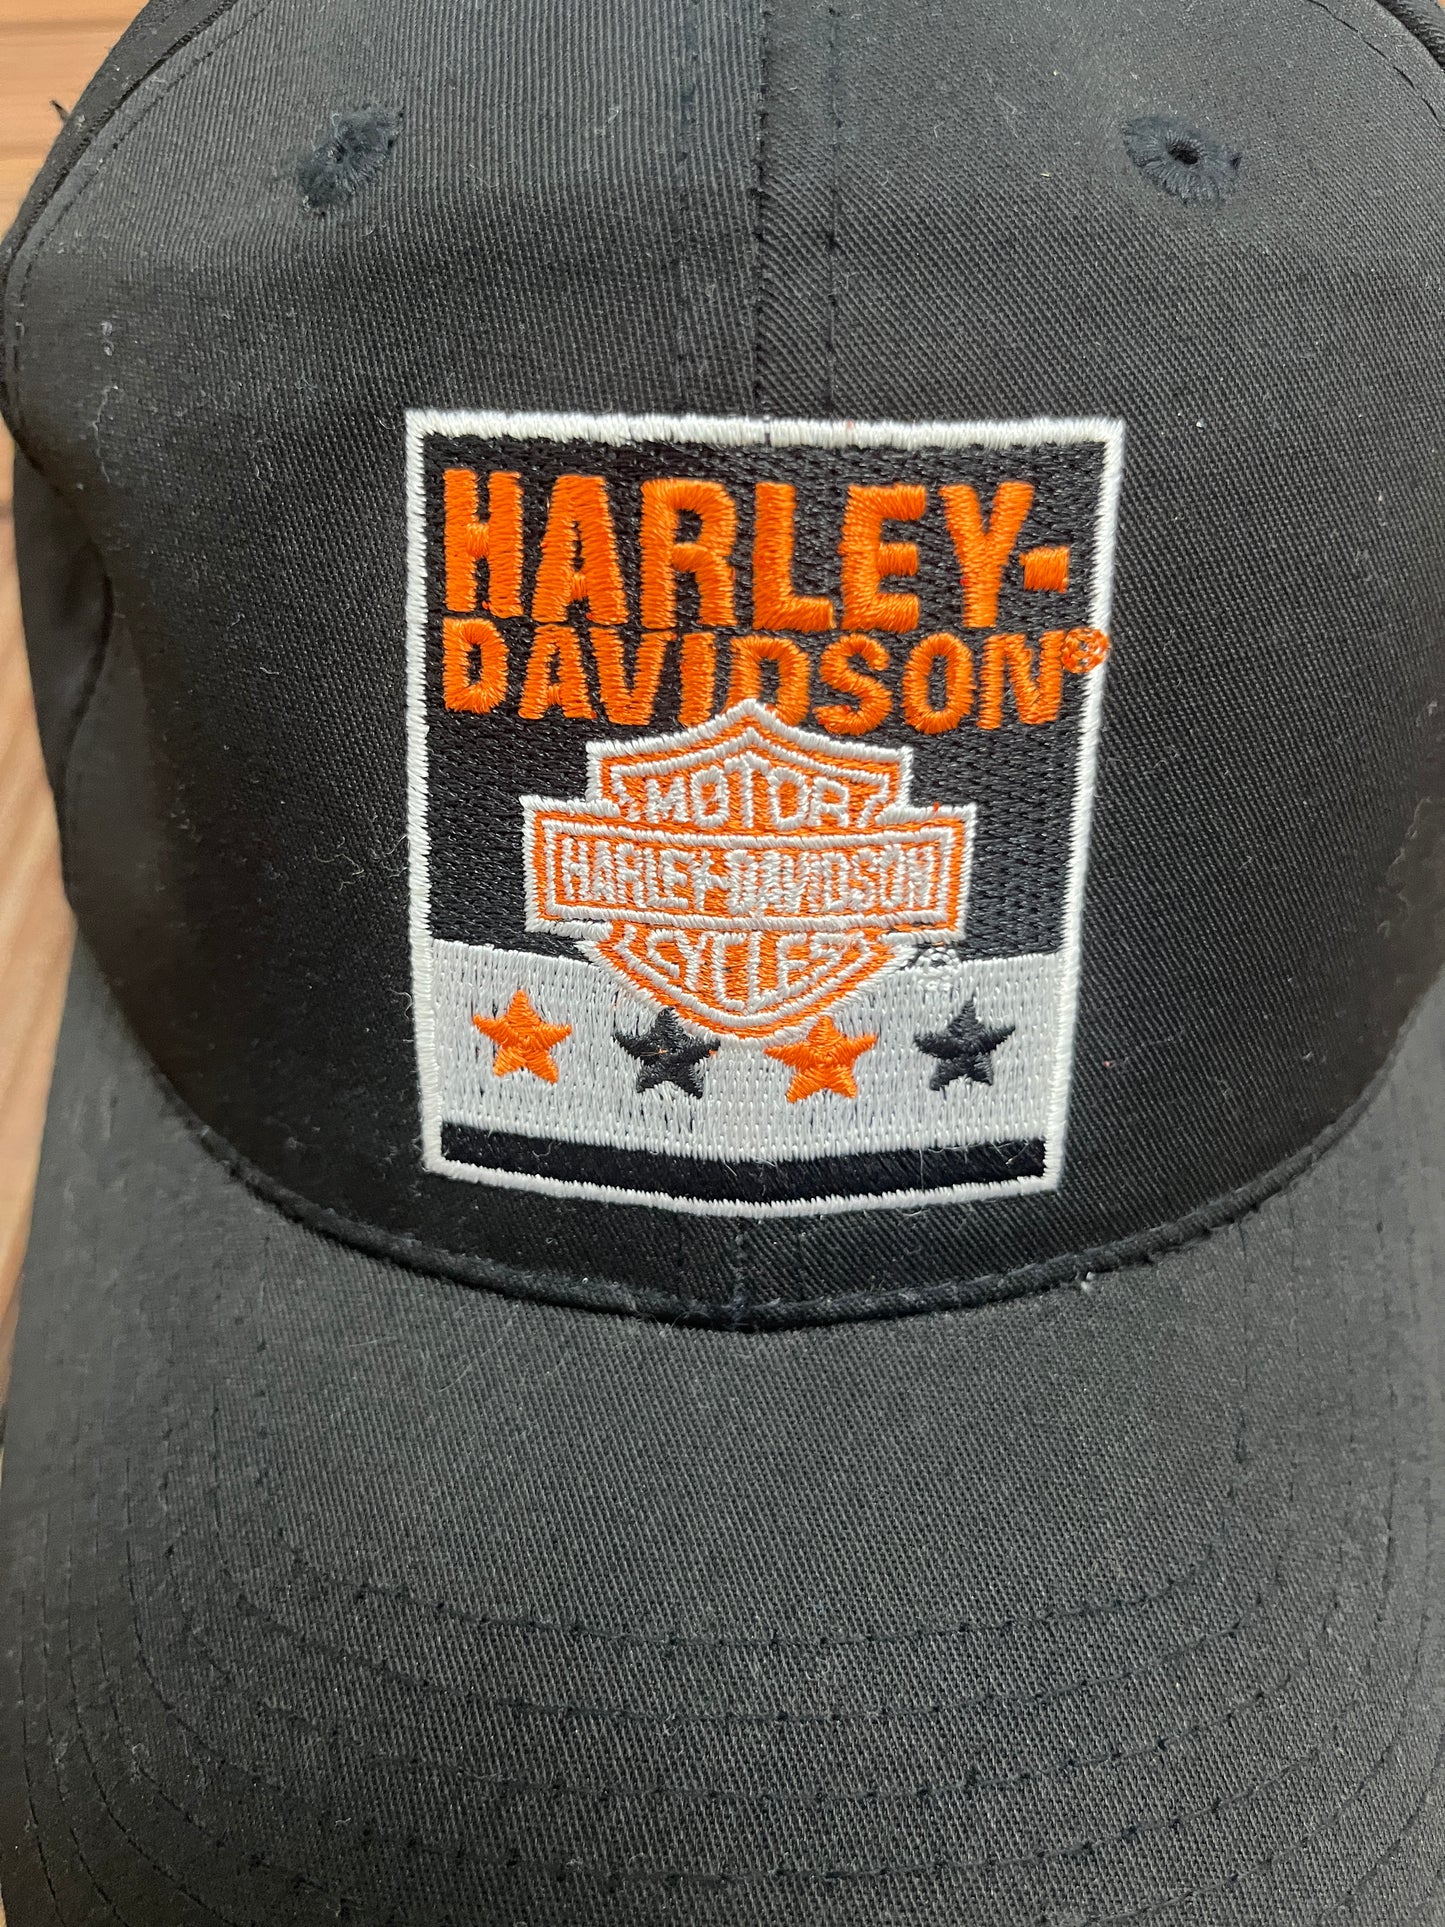 HARLEY-
DAVIDSON®
MOTOR
HARLEY-DAVIDSON
CYCLES
®